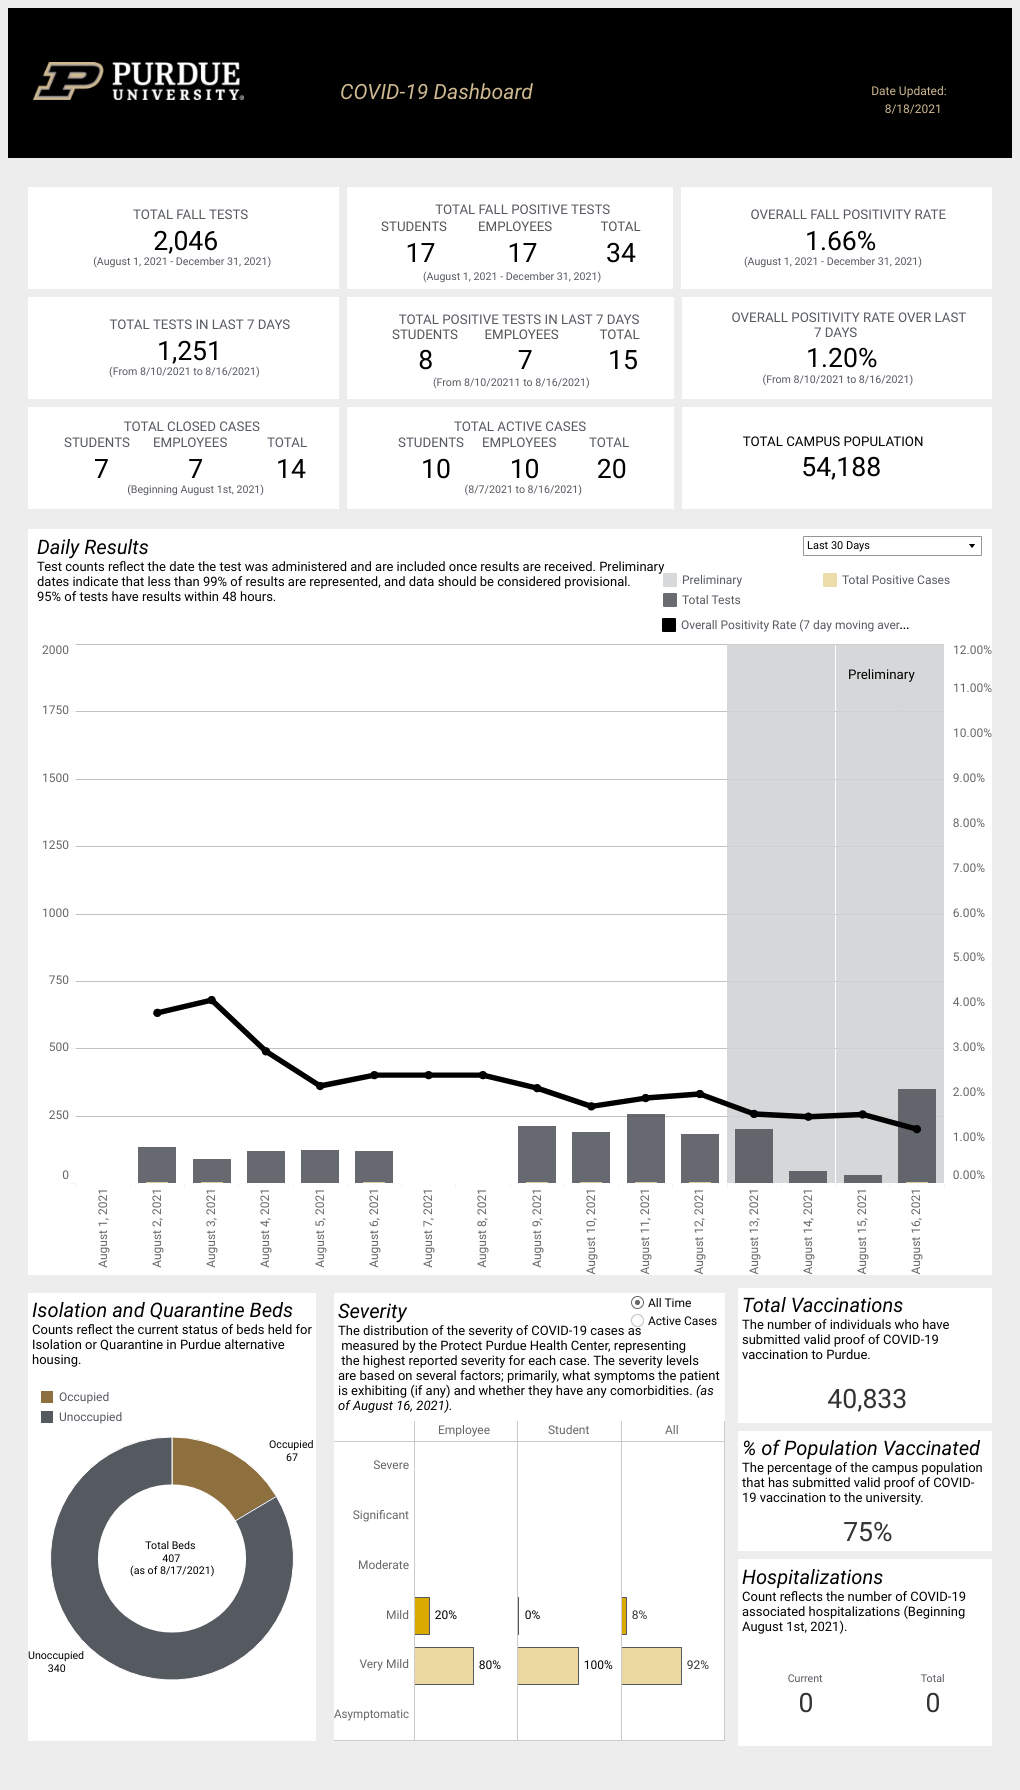 PURDUE
UNIVERSITY®
COVID-19 Dashboard
Date Updated:
8/18/2021
TOTAL FALL TESTS
2,046
(August 1, 2021 - December 31, 2021)
TOTAL FALL POSITIVE TESTS
STUDENTS EMPLOYEES TOTAL
17 17 34
(August 1, 2021 - December 31, 2021)
OVERALL FALL POSITIVITY RATE
1.66%
(August 1, 2021 - December 31, 2021)
TOTAL TESTS IN LAST 7 DAYS
1,251
(From 8/10/2021 to 8/16/2021)
TOTAL POSITIVE TESTS IN LAST 7 DAYS
STUDENTS EMPLOYEES TOTAL
8 7 15
(From 8/10/20211 to 8/16/2021)
OVERALL POSITIVITY RATE OVER LAST
7 DAYS
1.20%
(From 8/10/2021 to 8/16/2021)
TOTAL CLOSED CASES
STUDENTS EMPLOYEES TOTAL
7 7 14
(Beginning August 1st, 2021)
TOTAL ACTIVE CASES
STUDENTS EMPLOYEES TOTAL
10 10 20
(8/7/2021 to 8/16/2021)
TOTAL CAMPUS POPULATION
54,188
Daily Results
Test counts reflect the date the test was administered and are included once results are received. Preliminary
dates indicate that less than 99% of results are represented, and data should be considered provisional.
95% of tests have results within 48 hours.
Last 30 Days
Preliminary
Total Positive Cases
Total Tests
Overall Positivity Rate (7 day moving aver...
2000
1750
1500
1250
1000
750
500
250
0
Preliminary
12.00%
11.00%
10.00%
9.00%
8.00%
7.00%
6.00%
5.00%
4.00%
3.00%
2.00%
1.00%
0.00%
August 1, 2021
August 2, 2021
August 3, 2021
August 4, 2021
August 5, 2021
August 6, 2021
August 7, 2021
August 8, 2021
August 9, 2021
August 10, 2021
August 11, 2021
August 12, 2021
August 13, 2021
August 14, 2021
August 15, 2021
August 16, 2021
Isolation and Quarantine Beds
Counts reflect the current status of beds held for
Isolation or Quarantine in Purdue alternative
housing.
Occupied
Unoccupied
Occupied
67
Total Beds
407
(as of 8/17/2021)
Unoccupied
340
Severity
All Time
Active Cases
The distribution of the severity of COVID-19 cases as
measured by the Protect Purdue Health Center, representing
the highest reported severity for each case. The severity levels
are based on several factors; primarily, what symptoms the patient
is exhibiting (if any) and whether they have any comorbidities. (as
of August 16, 2021).
Employee Student All
Severe
Significant
Moderate
Mild 20% 0% 8%
Very Mild 80% 100% 92%
Asymptomatic
Total Vaccinations
The number of individuals who have
submitted valid proof of COVID-19
vaccination to Purdue.
40,833
% of Population Vaccinated
The percentage of the campus population
that has submitted valid proof of COVID-
19 vaccination to the university.
75%
Hospitalizations
Count reflects the number of COVID-19
associated hospitalizations (Beginning
August 1st, 2021).
Current Total
0 0